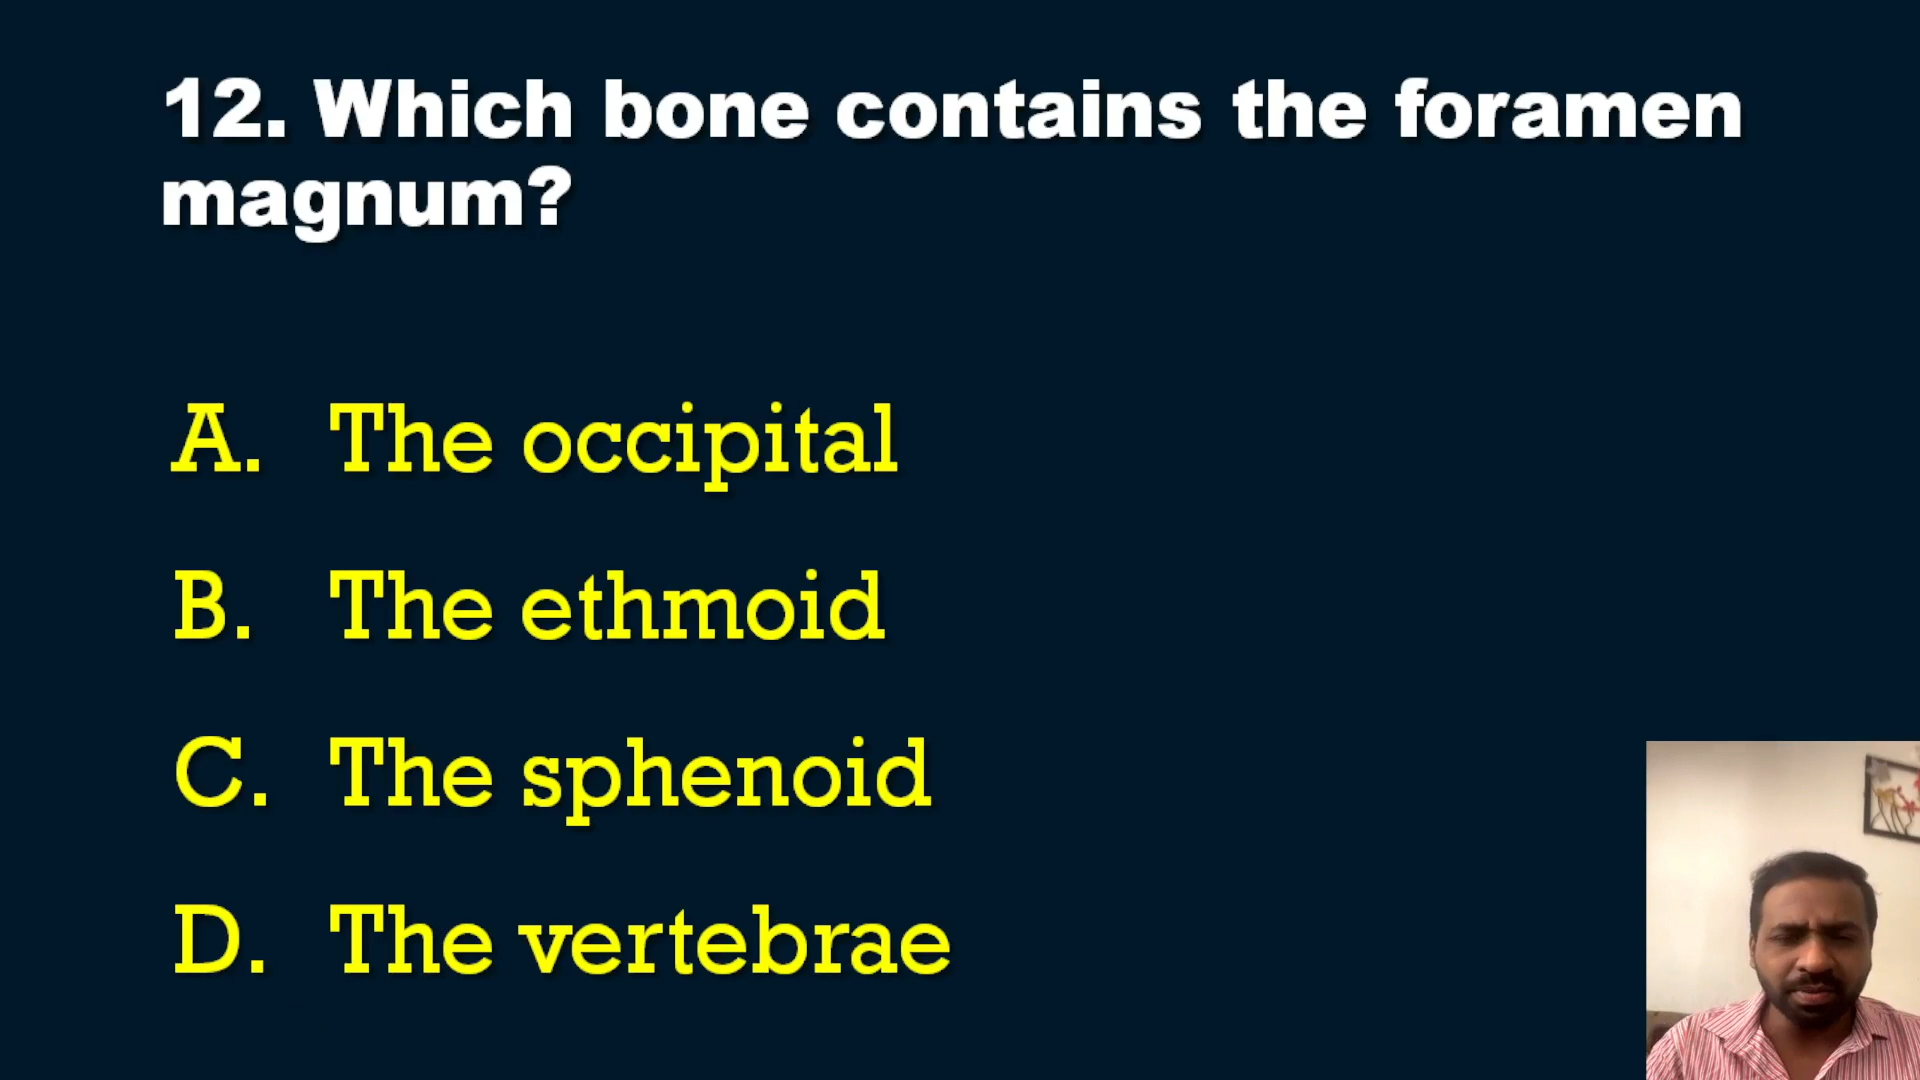 12. Which bone contains the foramen
magnum?
A. The occipital
B. The ethmoid
C. The sphenoid
D. The vertebrae